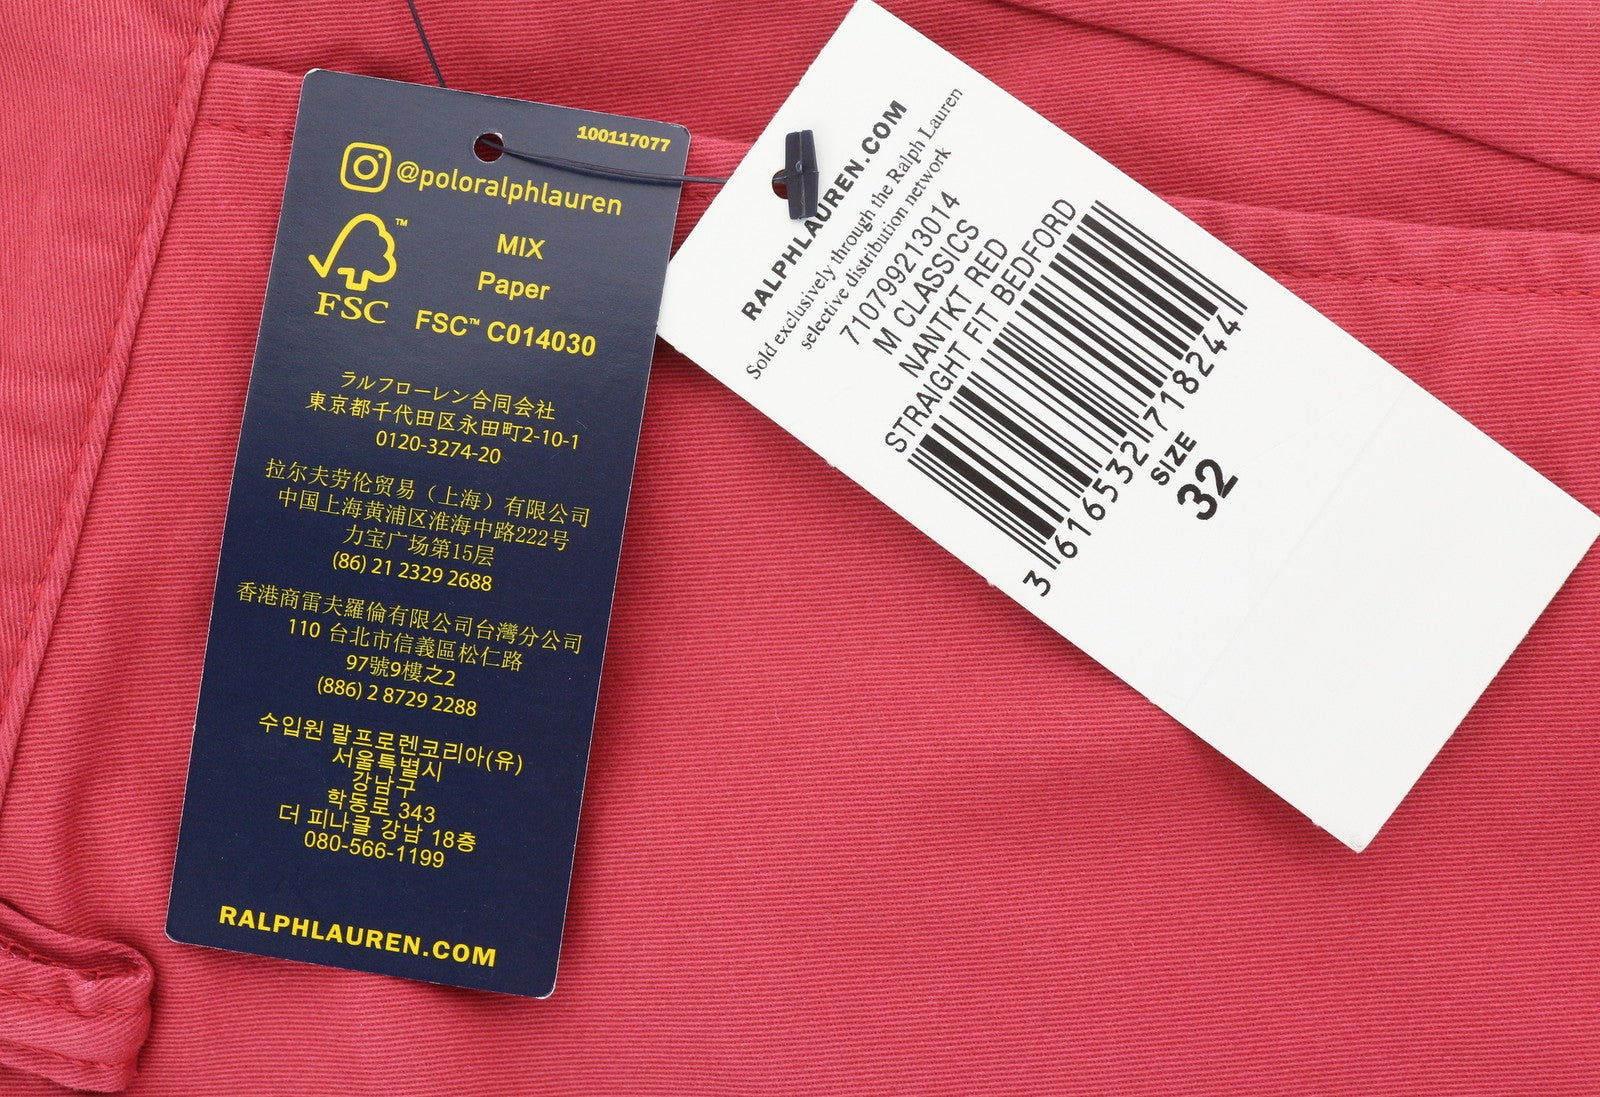 100117077
@poloralphlauren
FSC™
MIX
Paper
FSC™ C014030
ラルフローレン合同会社
東京都千代田区永田町2-10-1
0120-3274-20
拉尔夫劳伦贸易（上海）有限公司
中国上海黄浦区淮海中路222号
力宝广场第15层
(86) 21 2329 2688
香港商雷夫羅倫有限公司台灣分公司
110 台北市信義區松仁路
97號9樓之2
(886) 2 8729 2288
수입원 랄프로렌코리아(유)
서울특별시
강남구
학동로 343
더 피나클 강남 18층
080-566-1199
RALPHLAUREN.COM
RALPHLAUREN.COM
Sold exclusively through the Ralph Lauren
selective distribution network
710799213014
M CLASSICS
NANTKT RED
STRAIGHT FIT BEDFORD
3 616532 718244
SIZE
32